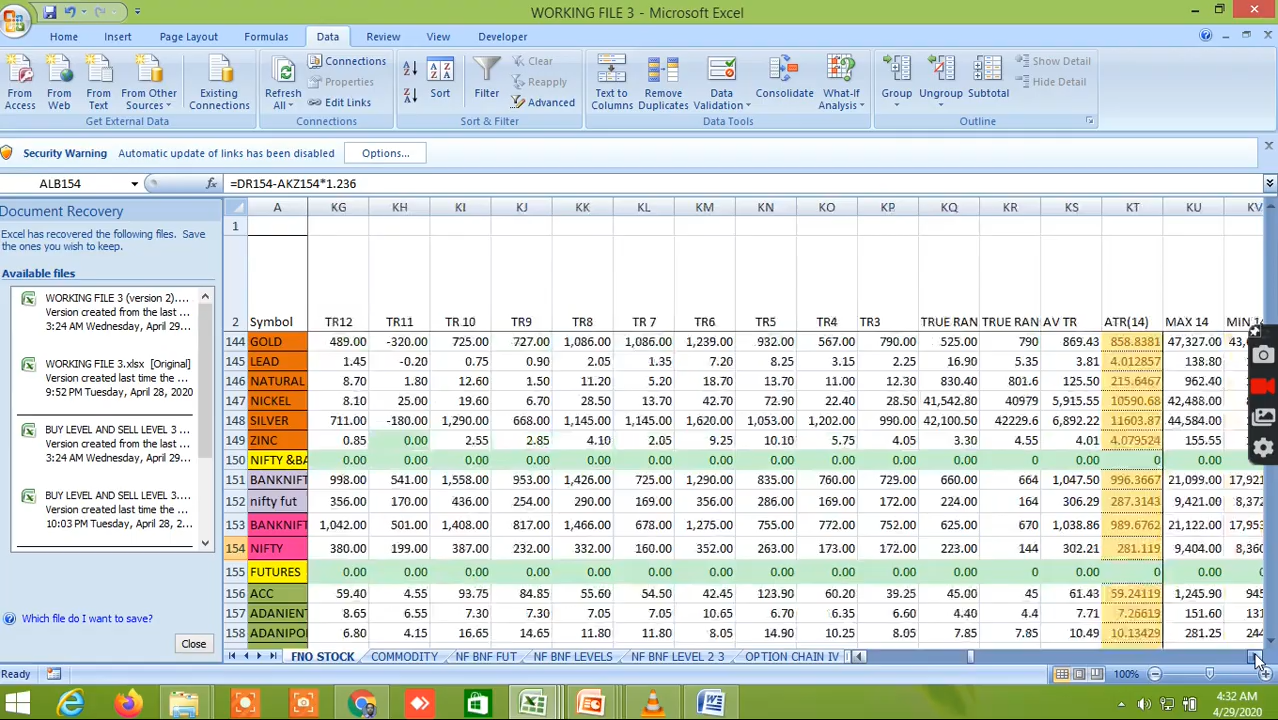 WORKING FILE 3 - Microsoft Excel
Home Insert Page Layout Formulas Data Review View Developer
From Access From Web From Text From Other Sources Existing Connections Refresh All Connections Properties Edit Links Sort Filter Clear Reapply Advanced Text to Columns Remove Duplicates Data Validation Consolidate What-If Analysis Group Ungroup Subtotal Show Detail Hide Detail
Get External Data Connections Sort & Filter Data Tools Outline
Security Warning Automatic update of links has been disabled Options...
ALB154 fx =DR154-AKZ154*1.236
Document Recovery
Excel has recovered the following files. Save the ones you wish to keep.
Available files
WORKING FILE 3 (version 2)....
Version created from the last ...
3:24 AM Wednesday, April 29...
WORKING FILE 3.xlsx [Original]
Version created last time the ...
9:52 PM Tuesday, April 28, 2020
BUY LEVEL AND SELL LEVEL 3 ...
Version created from the last ...
3:24 AM Wednesday, April 29...
BUY LEVEL AND SELL LEVEL 3....
Version created last time the ...
10:03 PM Tuesday, April 28, 2...
Which file do I want to save?
Close
A KG KH KI KJ KK KL KM KN KO KP KQ KR KS KT KU KV
1
2 Symbol TR12 TR11 TR 10 TR9 TR8 TR 7 TR6 TR5 TR4 TR3 TRUE RAN TRUE RAN AV TR ATR(14) MAX 14 MIN 14
144 GOLD 489.00 -320.00 725.00 727.00 1,086.00 1,086.00 1,239.00 932.00 567.00 790.00 525.00 790 869.43 858.8381 47,327.00
145 LEAD 1.45 -0.20 0.75 0.90 2.05 1.35 7.20 8.25 3.15 2.25 16.90 5.35 3.81 4.012857 138.80
146 NATURAL 8.70 1.80 12.60 1.50 11.20 5.20 18.70 13.70 11.00 12.30 830.40 801.6 125.50 215.6467 962.40
147 NICKEL 8.10 25.00 19.60 6.70 28.50 13.70 42.70 72.90 22.40 28.50 41,542.80 40979 5,915.55 10590.68 42,488.00
148 SILVER 711.00 -180.00 1,290.00 668.00 1,145.00 1,145.00 1,620.00 1,053.00 1,202.00 990.00 42,100.50 42229.6 6,892.22 11603.87 44,584.00
149 ZINC 0.85 0.00 2.55 2.85 4.10 2.05 9.25 10.10 5.75 4.05 3.30 4.55 4.01 4.079524 155.55
150 NIFTY &BA 0.00 0.00 0.00 0.00 0.00 0.00 0.00 0.00 0.00 0.00 0.00 0.00 0.00 0 0.00
151 BANKNIFT 998.00 541.00 1,558.00 953.00 1,426.00 725.00 1,290.00 835.00 760.00 729.00 660.00 664 1,047.50 996.3667 21,099.00 17,921
152 nifty fut 356.00 170.00 436.00 254.00 290.00 169.00 356.00 286.00 169.00 172.00 224.00 164 306.29 287.3143 9,421.00 8,372
153 BANKNIFT 1,042.00 501.00 1,408.00 817.00 1,466.00 678.00 1,275.00 755.00 772.00 752.00 625.00 670 1,038.86 989.6762 21,122.00 17,953
154 NIFTY 380.00 199.00 387.00 232.00 332.00 160.00 352.00 263.00 173.00 172.00 223.00 144 302.21 281.119 9,404.00 8,360
155 FUTURES 0.00 0.00 0.00 0.00 0.00 0.00 0.00 0.00 0.00 0.00 0.00 0.00 0.00 0 0.00
156 ACC 59.40 4.55 93.75 84.85 55.60 54.50 42.45 123.90 60.20 39.25 45.00 45 61.43 59.24119 1,245.90 945
157 ADANIENT 8.65 6.55 7.30 7.30 7.05 7.05 10.65 6.70 6.35 6.60 4.40 4.4 7.71 7.26619 151.60 131
158 ADANIPO 6.80 4.15 16.65 14.65 11.80 11.80 8.05 14.90 10.25 8.05 7.85 7.85 10.49 10.13429 281.25 244
FNO STOCK COMMODITY NF BNF FUT NF BNF LEVELS NF BNF LEVEL 2 3 OPTION CHAIN IV
Ready 100%
4:32 AM
4/29/2020